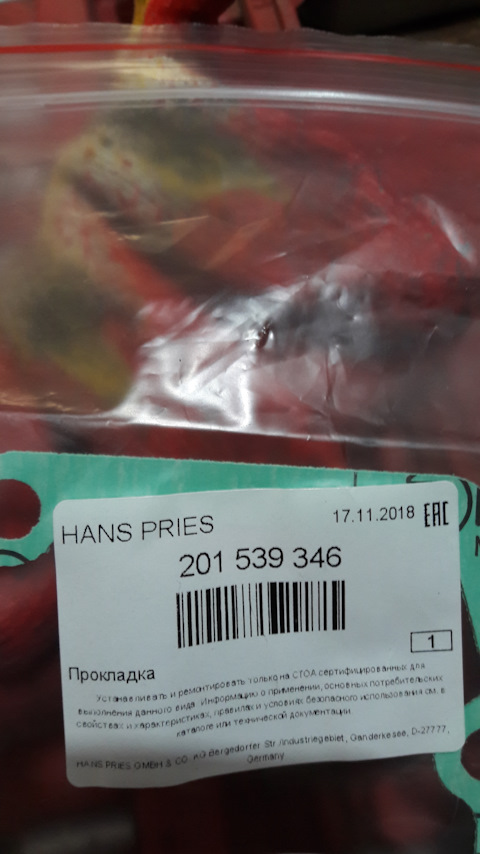 HANS PRIES
17.11.2018 EAC
201 539 346
1
Прокладка
Устанавливать и ремонтировать только на СТОА сертифицированных для
выполнения данного вида. Информацию о применении, основных потребительских
свойствах и характеристиках, правилах и условиях безопасного использования см. в
каталоге или технической документации.
HANS PRIES GMBH & CO. KG Bergedorfer Str./Industriegebiet, Ganderkesee, D-27777,
Germany